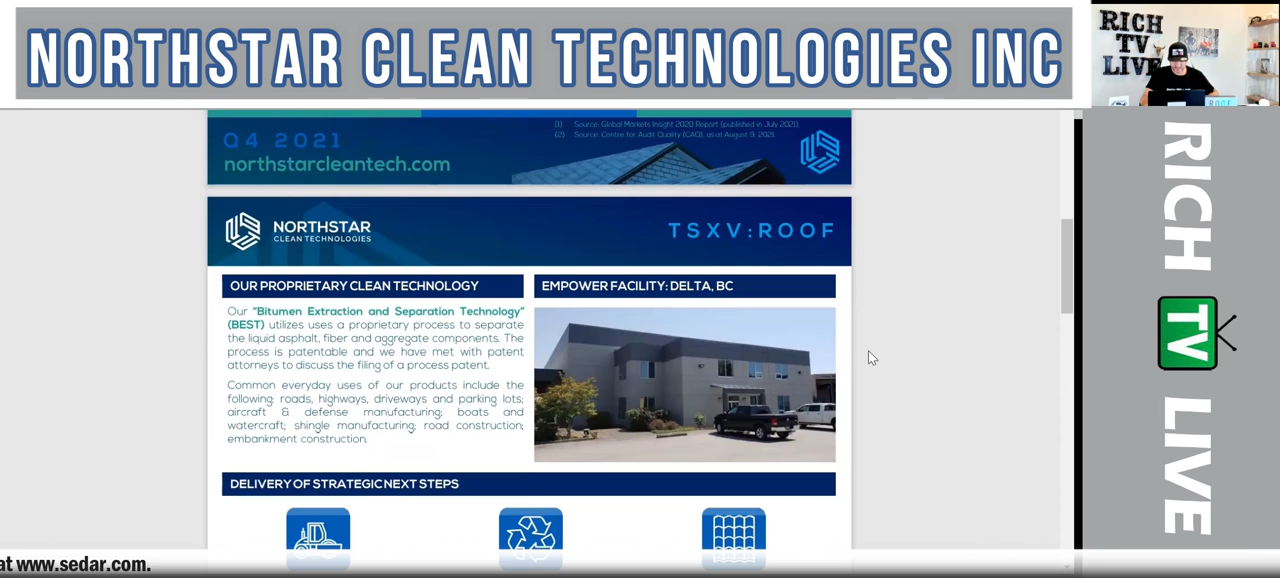 NORTHSTAR CLEAN TECHNOLOGIES INC
RICH
TV
LIVE
ROOF
(1) Source: Global Markets Insight 2020 Report (published in July 2021).
(2) Source: Centre for Audit Quality (CAQ), as at August 9, 2021.
Q4 2021
northstarcleantech.com
NORTHSTAR
CLEAN TECHNOLOGIES
TSXV:ROOF
OUR PROPRIETARY CLEAN TECHNOLOGY
Our "Bitumen Extraction and Separation Technology"
(BEST) utilizes uses a proprietary process to separate
the liquid asphalt, fiber and aggregate components. The
process is patentable and we have met with patent
attorneys to discuss the filing of a process patent.
Common everyday uses of our products include the
following: roads, highways, driveways and parking lots;
aircraft & defense manufacturing; boats and
watercraft; shingle manufacturing; road construction;
embankment construction.
EMPOWER FACILITY: DELTA, BC
DELIVERY OF STRATEGIC NEXT STEPS
RICH TV LIVE
at www.sedar.com.